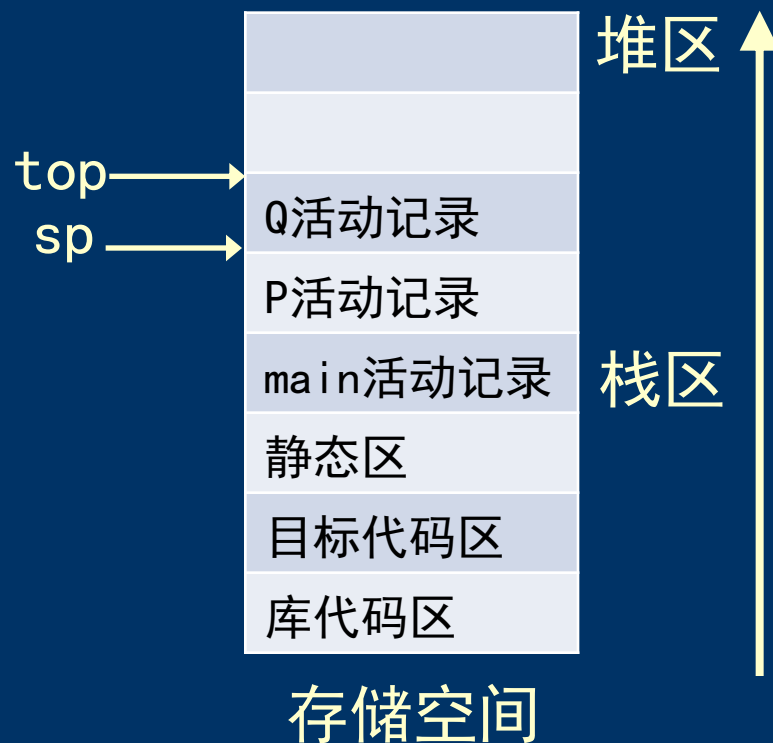 堆区
top
Q活动记录
sp
P活动记录
main活动记录
栈区
静态区
目标代码区
库代码区
存储空间